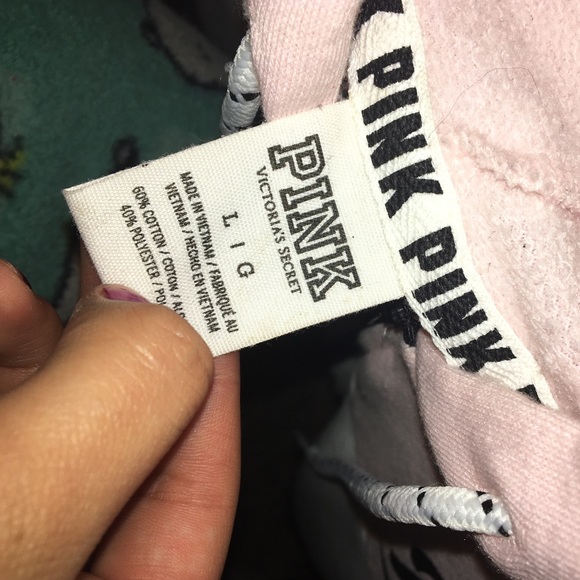 PINK
VICTORIA'S SECRET
L | G
MADE IN VIETNAM / FABRIQUÉ AU
VIETNAM / HECHO EN VIETNAM
60% COTTON / COTON /
40% POLYESTER /
PINK PINK